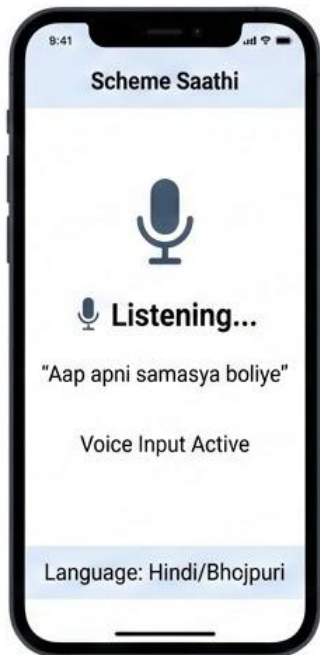 9:41
Scheme Saathi
Listening...
“Aap apni samasya boliye”
Voice Input Active
Language: Hindi/Bhojpuri